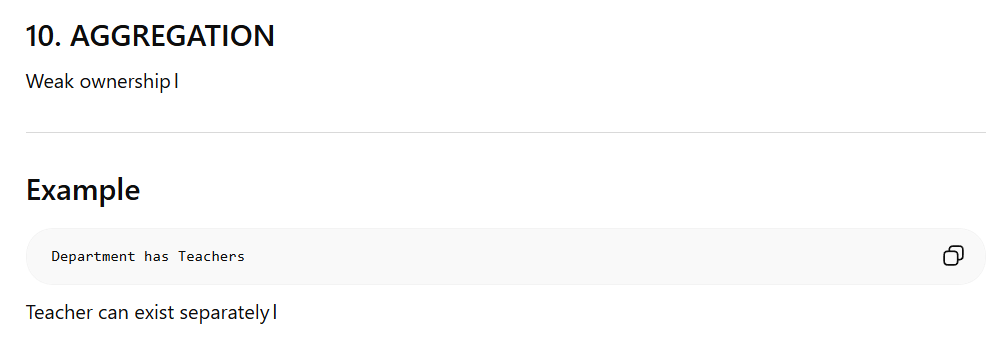 10. AGGREGATION
Weak ownership।
Example
Department has Teachers
Teacher can exist separately।